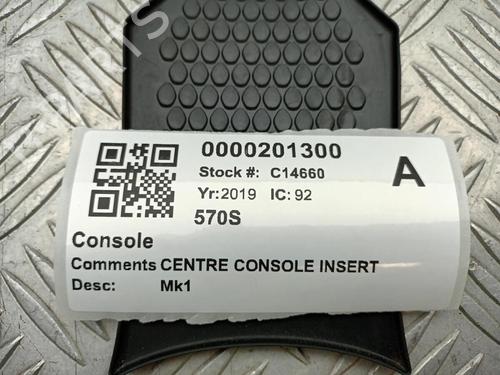 0000201300
Stock #: C14660
A
Yr: 2019 IC: 92
570S
Console
Comments CENTRE CONSOLE INSERT
Desc: Mk1